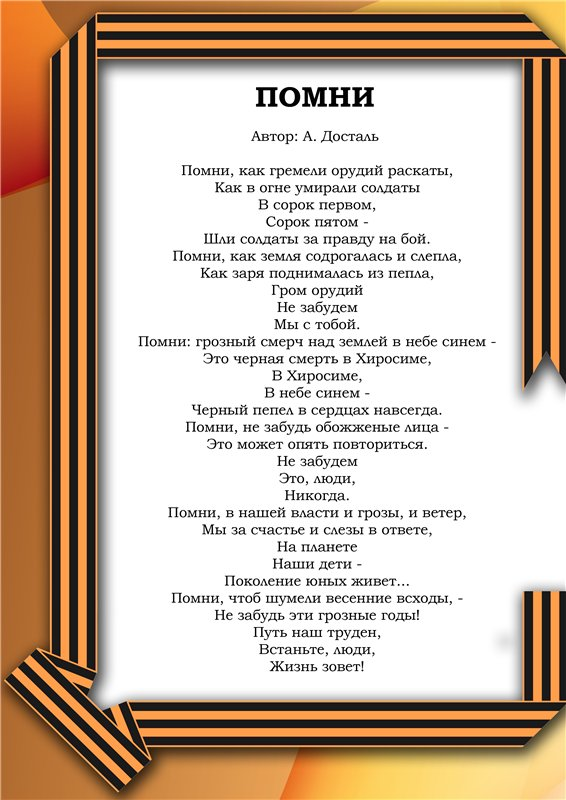 ПОМНИ
Автор: А. Досталь
Помни, как гремели орудий раскаты,
Как в огне умирали солдаты
В сорок первом,
Сорок пятом -
Шли солдаты за правду на бой.
Помни, как земля содрогалась и слепла,
Как заря поднималась из пепла,
Гром орудий
Не забудем
Мы с тобой.
Помни: грозный смерч над землей в небе синем -
Это черная смерть в Хиросиме,
В Хиросиме,
В небе синем -
Черный пепел в сердцах навсегда.
Помни, не забудь обожженые лица -
Это может опять повториться.
Не забудем
Это, люди,
Никогда.
Помни, в нашей власти и грозы, и ветер,
Мы за счастье и слезы в ответе,
На планете
Наши дети -
Поколение юных живет...
Помни, чтоб шумели весенние всходы, -
Не забудь эти грозные годы!
Путь наш труден,
Встаньте, люди,
Жизнь зовет!